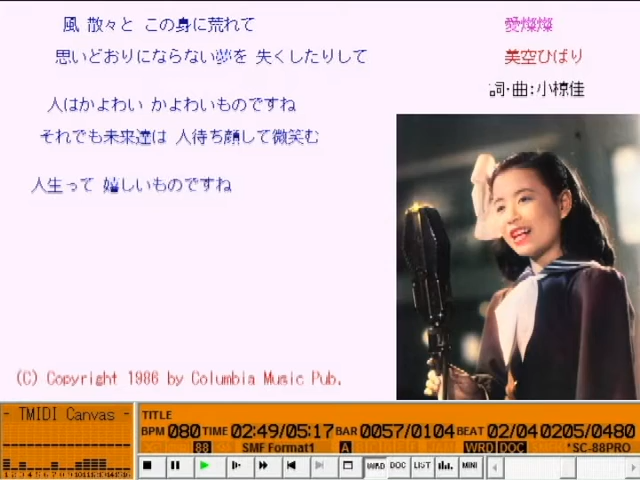 風 散々と この身に荒れて
思いどおりにならない夢を 失くしたりして
人はかよわい かよわいものですね
それでも未来達は 人待ち顔して微笑む
人生って 嬉しいものですね
愛燦燦
美空ひばり
詞・曲:小椋佳
(C) Copyright 1986 by Columbia Music Pub.
- TMIDI Canvas -
TITLE
BPM 080 TIME 02:49/05:17 BAR 0057/0104 BEAT 02/04 0205/0480
88 SMF Format1 A WRD DOC *SC-88PRO
WRD DOC LIST MINI